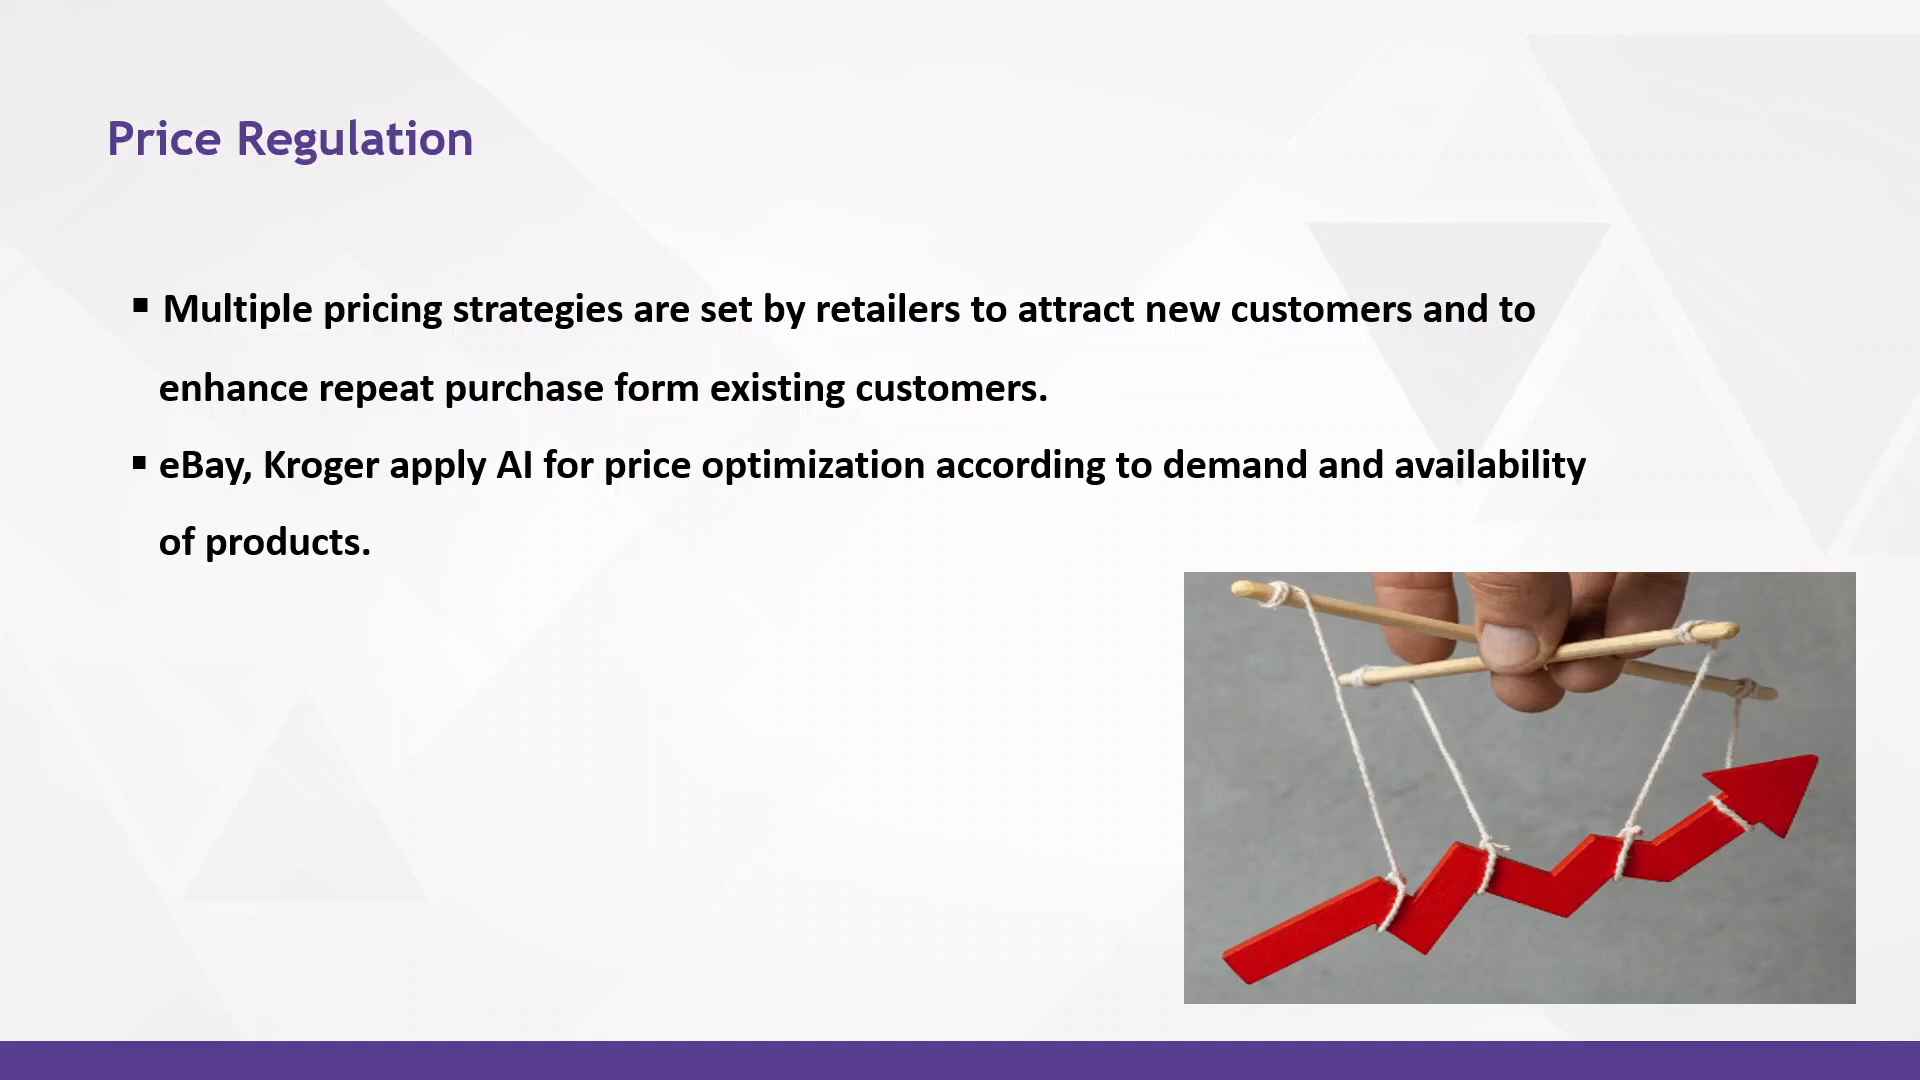 Price Regulation
▪ Multiple pricing strategies are set by retailers to attract new customers and to
enhance repeat purchase form existing customers.
▪ eBay, Kroger apply AI for price optimization according to demand and availability
of products.